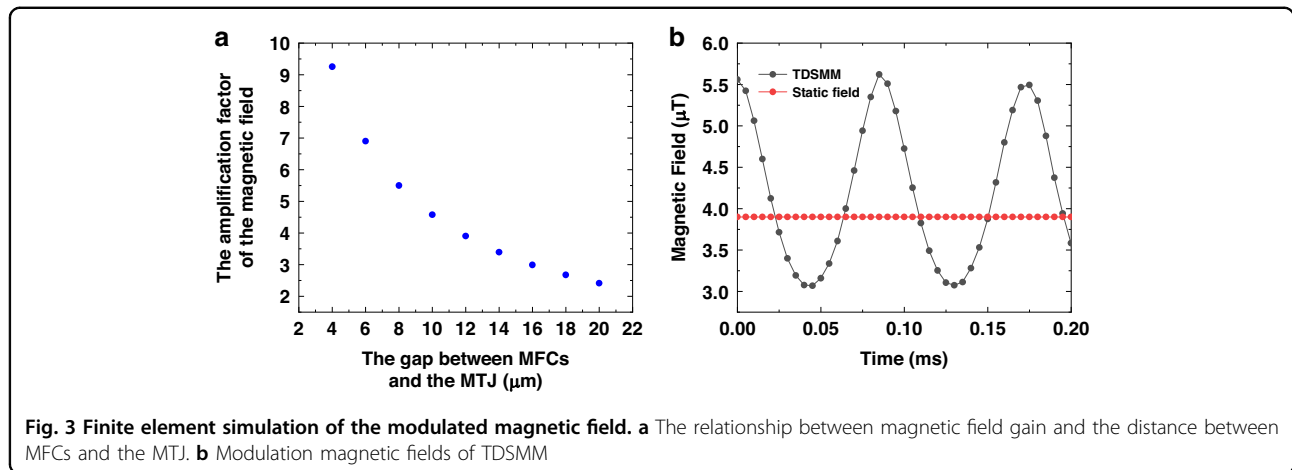 a
10
9
8
7
6
5
4
3
2
2 4 6 8 10 12 14 16 18 20 22
The amplification factor
of the magnetic field
The gap between MFCs
and the MTJ (μm)
b
6.0
5.5
5.0
4.5
4.0
3.5
3.0
0.00 0.05 0.10 0.15 0.20
Magnetic Field (μT)
Time (ms)
TDSMM
Static field
Fig. 3 Finite element simulation of the modulated magnetic field. a The relationship between magnetic field gain and the distance between
MFCs and the MTJ. b Modulation magnetic fields of TDSMM